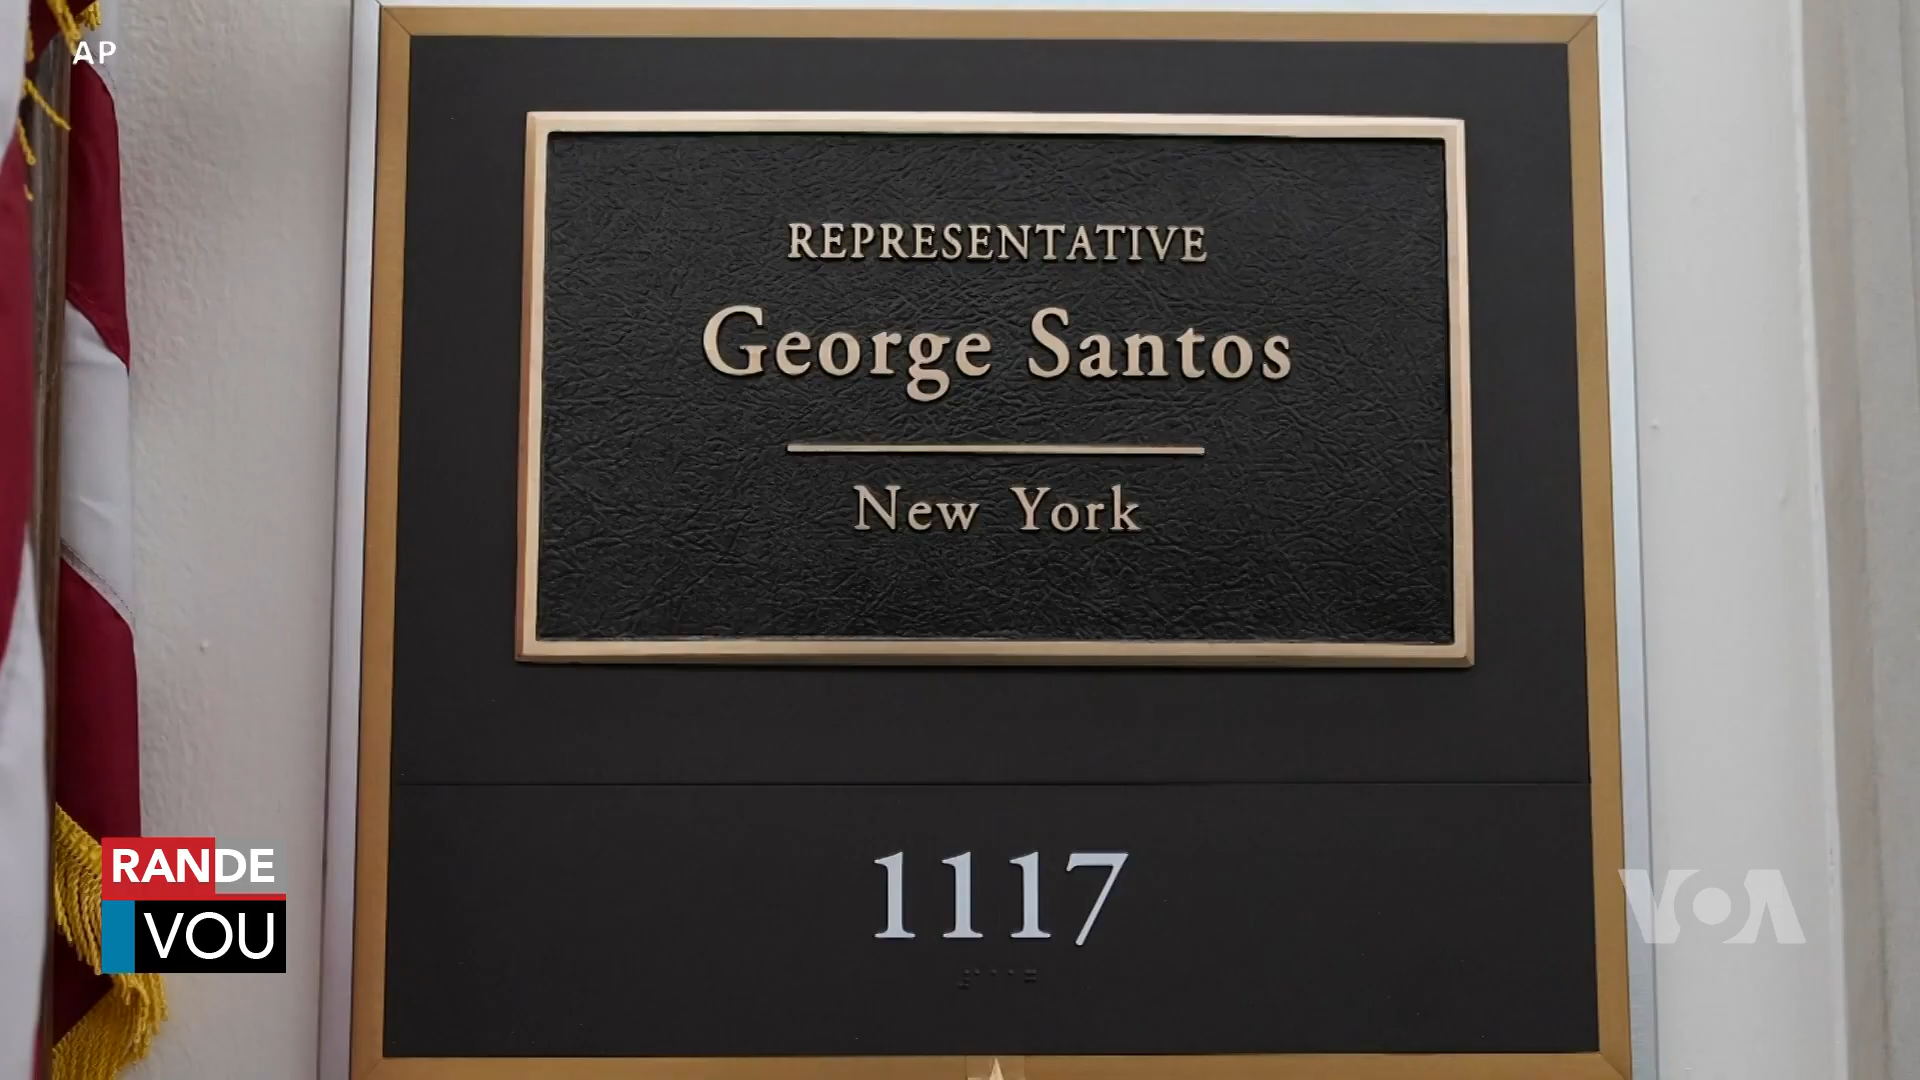 AP
REPRESENTATIVE
George Santos
New York
1117
RANDE
VOU
VOA